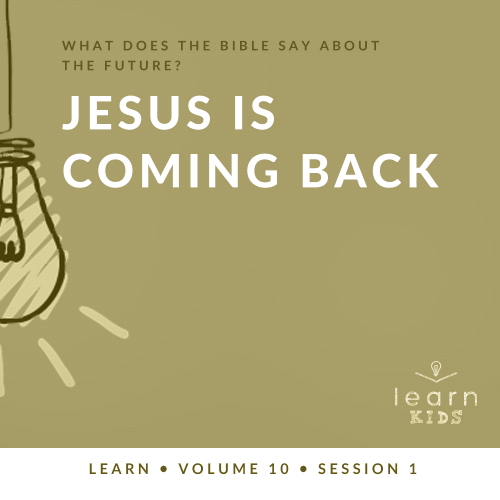 WHAT DOES THE BIBLE SAY ABOUT
THE FUTURE?
JESUS IS
COMING BACK
learn
KIDS
LEARN • VOLUME 10 • SESSION 1